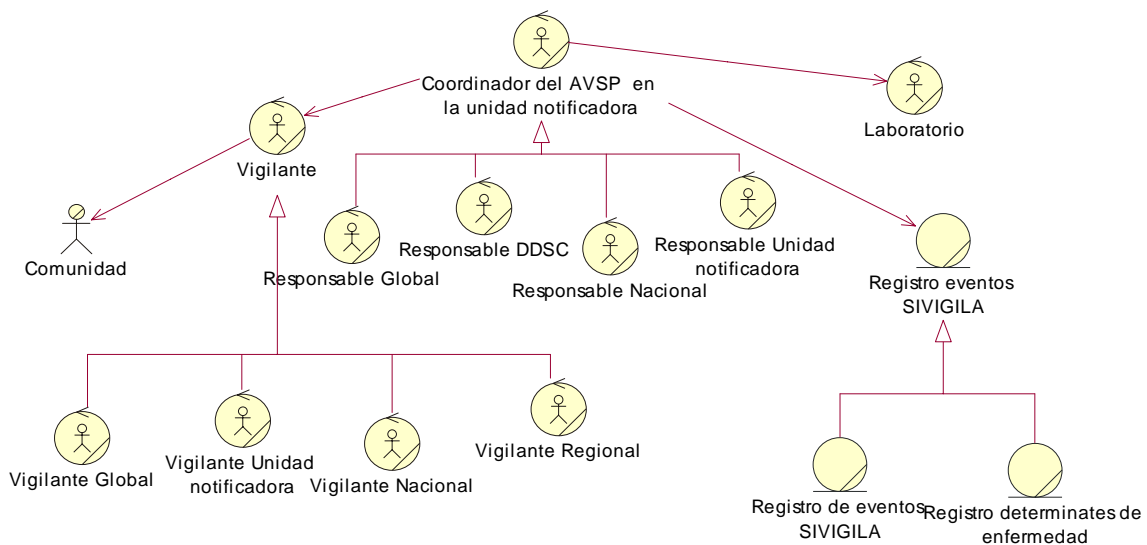 Coordinador del AVSP en
la unidad notificadora
Laboratorio
Vigilante
Comunidad
Responsable Global
Responsable DDSC
Responsable Nacional
Responsable Unidad
notificadora
Registro eventos
SIVIGILA
Vigilante Global
Vigilante Unidad
notificadora
Vigilante Nacional
Vigilante Regional
Registro de eventos
SIVIGILA
Registro determinates de
enfermedad